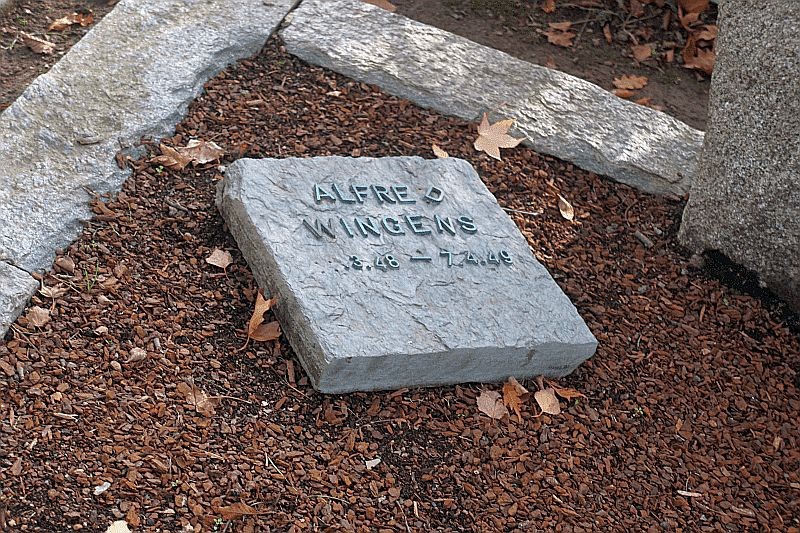 ALFRED
WINGENS
.3.48 – 7.4.49